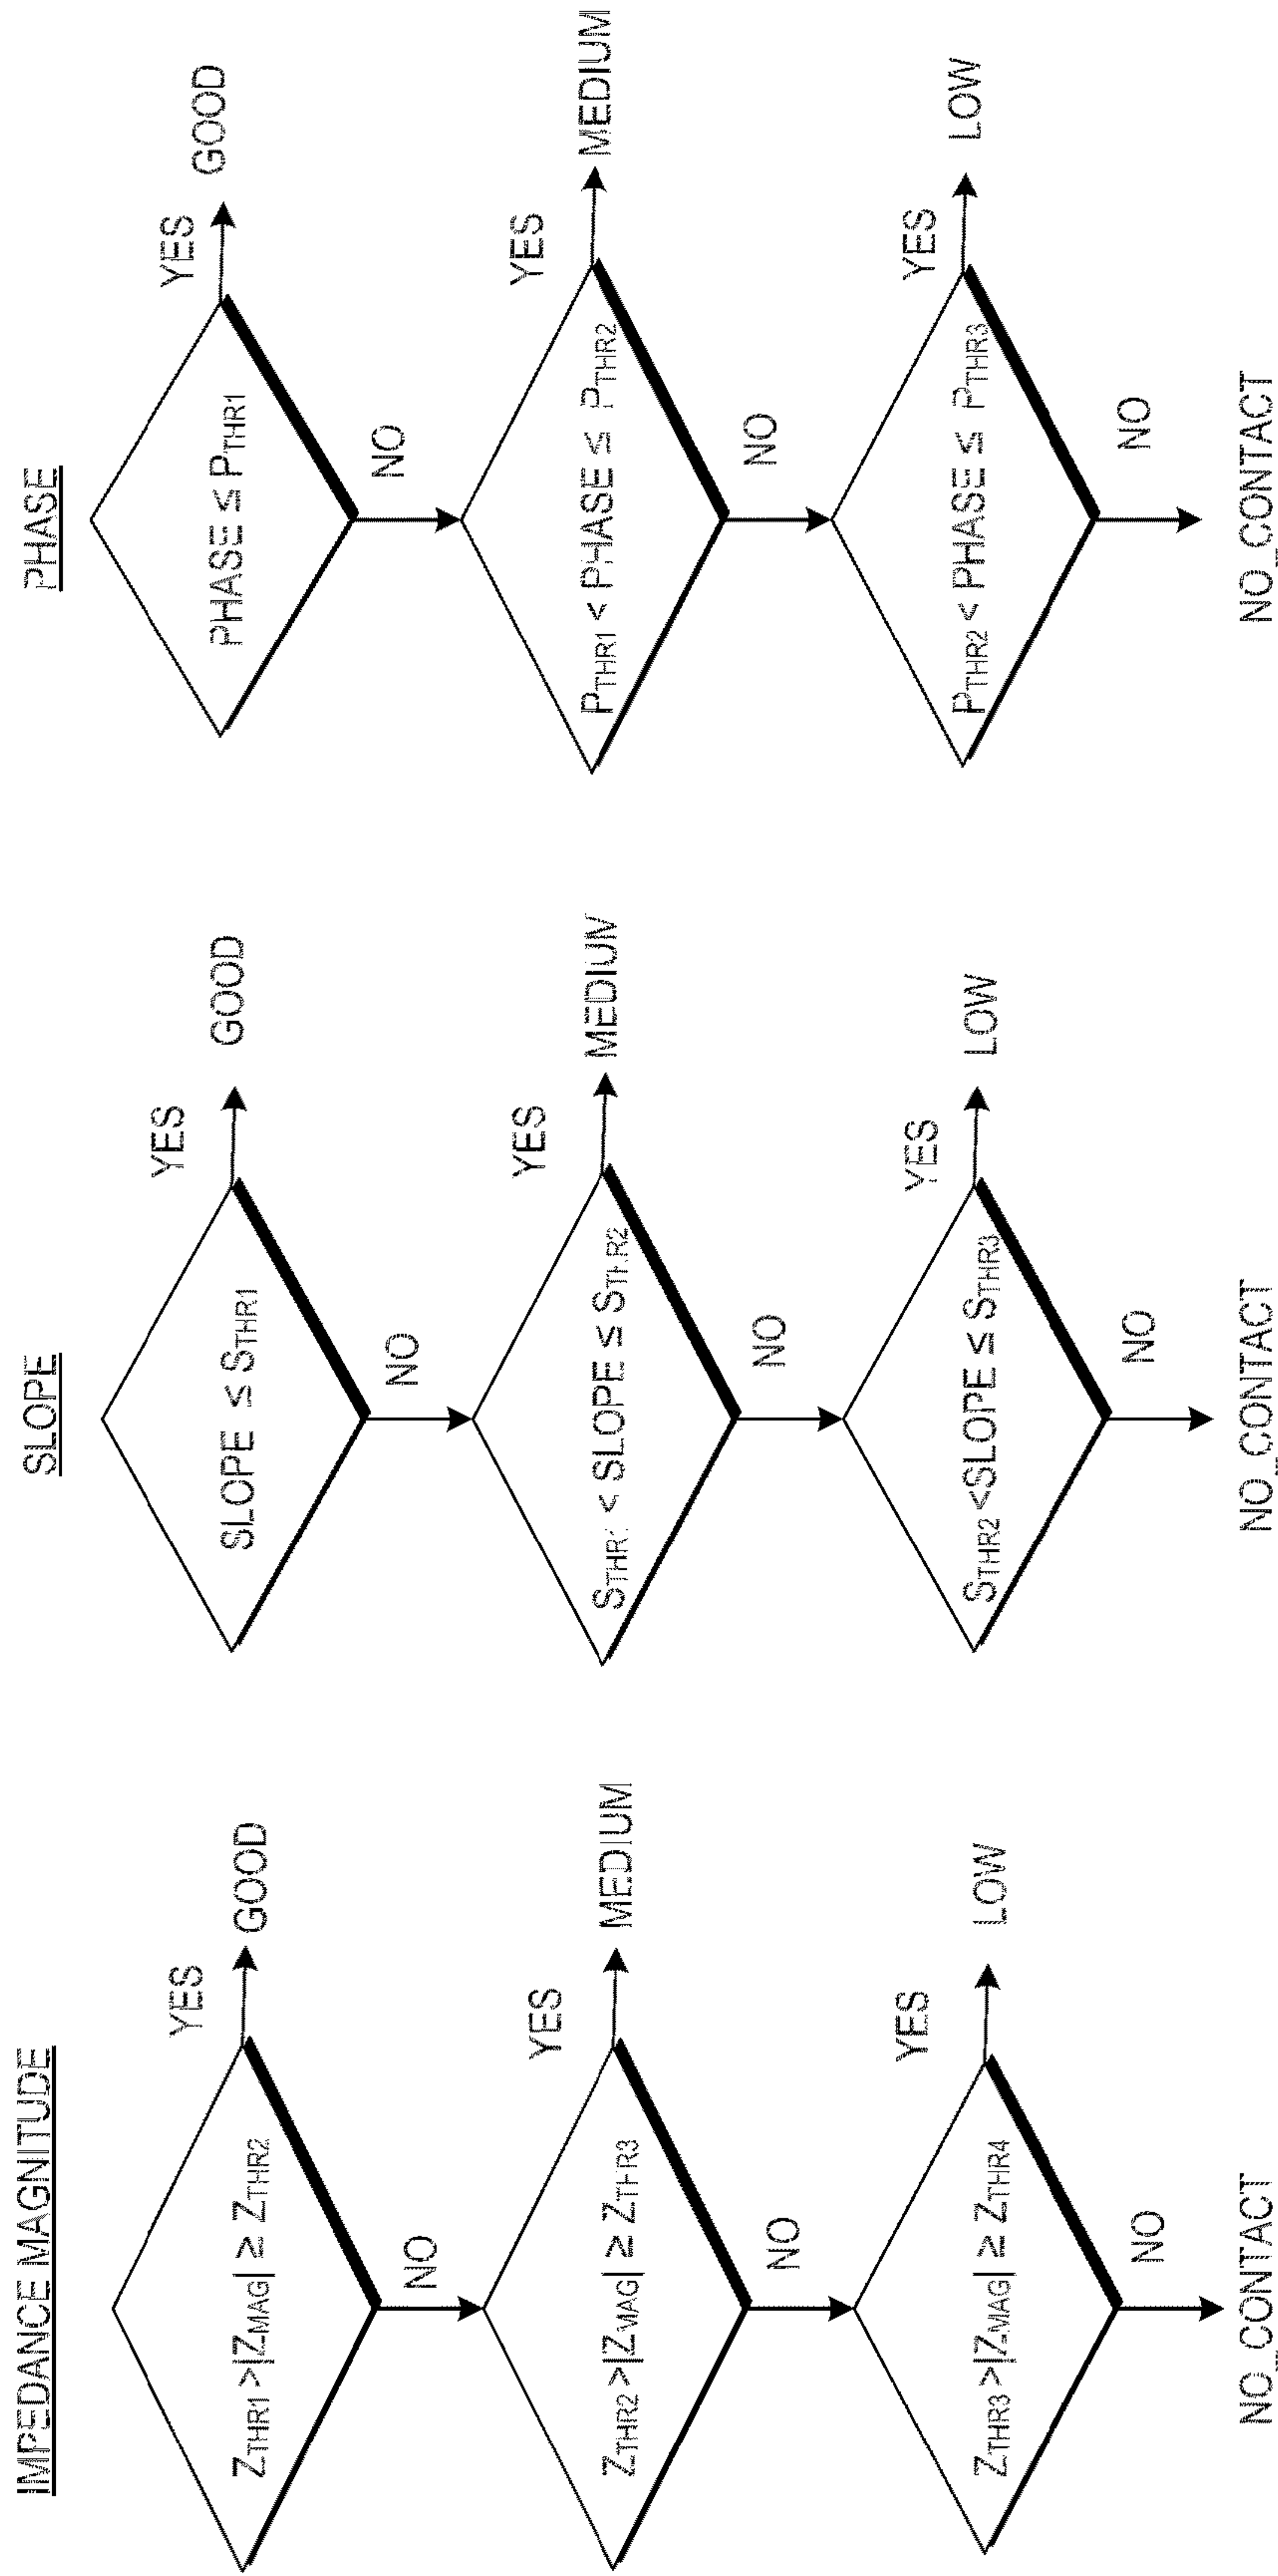 IMPEDANCE MAGNITUDE
Z_THR1 >|Z_MAG| ≥ Z_THR2
YES
GOOD
NO
Z_THR2 >|Z_MAG| ≥ Z_THR3
YES
MEDIUM
NO
Z_THR3 >|Z_MAG| ≥ Z_THR4
YES
LOW
NO
NO_CONTACT
SLOPE
SLOPE ≤ S_THR1
YES
GOOD
NO
S_THR1 < SLOPE ≤ S_THR2
YES
MEDIUM
NO
S_THR2 <SLOPE ≤ S_THR3
YES
LOW
NO
NO_CONTACT
PHASE
PHASE ≤ P_THR1
YES
GOOD
NO
P_THR1 < PHASE ≤ P_THR2
YES
MEDIUM
NO
P_THR2 < PHASE ≤ P_THR3
YES
LOW
NO
NO_CONTACT